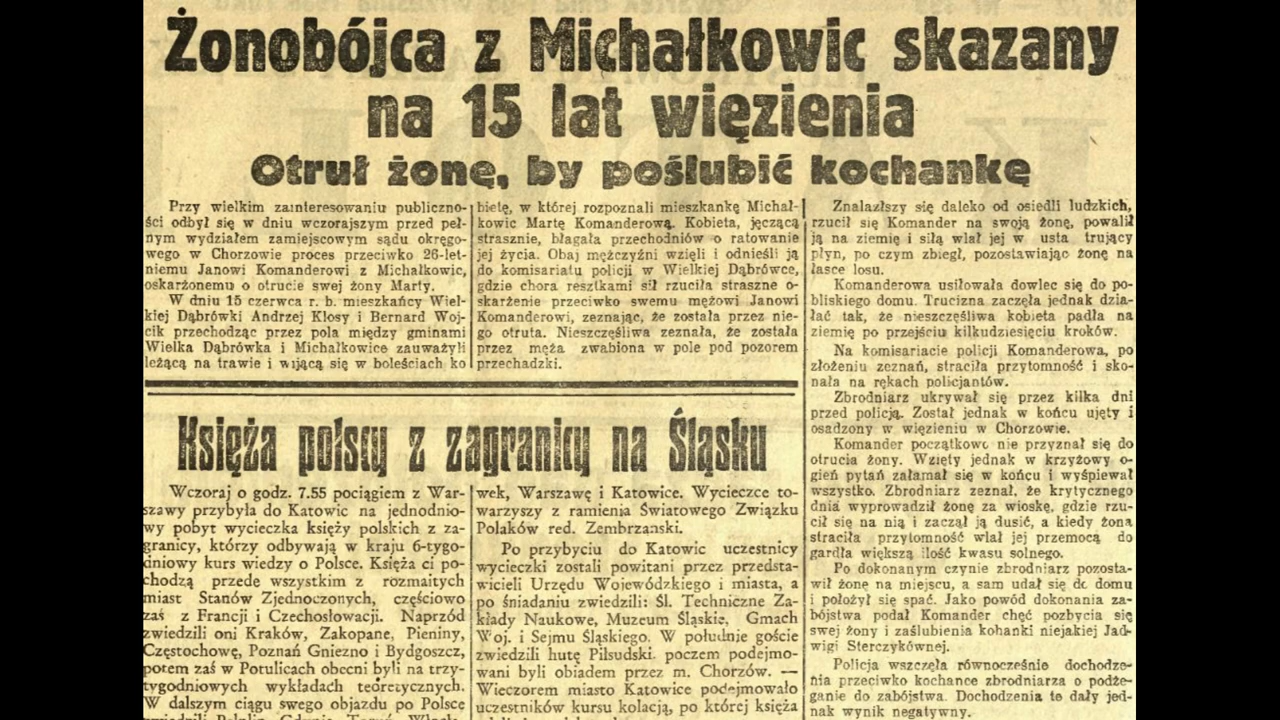 Żonobójca z Michałkowic skazany
na 15 lat więzienia
Otruł żonę, by poślubić kochankę
Przy wielkim zainteresowaniu publiczno-
ści odbył się w dniu wczorajszym przed peł-
nym wydziałem zamiejscowym sądu okręgo-
wego w Chorzowie proces przeciwko 26-let-
niemu Janowi Komanderowi z Michałkowic,
oskarżonemu o otrucie swej żony Marty.
W dniu 15 czerwca r. b. mieszkańcy Wiel-
kiej Dąbrówki Andrzej Kłosy i Bernard Woj-
cik przechodząc przez pola między gminami
Wielka Dąbrówka i Michałkowice zauważyli
leżącą na trawie i wijącą się w boleściach ko
bietę, w której rozpoznali mieszkankę Michał-
kowic Martę Komanderową. Kobieta, jęcząca
strasznie, błagała przechodniów o ratowanie
jej życia. Obaj mężczyźni wzięli i odnieśli ją
do komisariatu policji w Wielkiej Dąbrówce,
gdzie chora resztkami sił rzuciła straszne o-
skarżenie przeciwko swemu mężowi Janowi
Komanderowi, zeznając, że została przez nie-
go otruta. Nieszczęśliwa zeznała, że została
przez męża zwabiona w pole pod pozorem
przechadzki.
Znalazłszy się daleko od osiedli ludzkich,
rzucił się Komander na swoją żonę, powalił
ją na ziemię i siłą wlał jej w usta trujący
płyn, po czym zbiegł, pozostawiając żonę na
łasce losu.
Komanderowa usiłowała dowlec się do po-
bliskiego domu. Trucizna zaczęła jednak dzia-
łać tak, że nieszczęśliwa kobieta padła na
ziemię po przejściu kilkudziesięciu kroków.
Na komisariacie policji Komanderowa, po
złożeniu zeznań, straciła przytomność i sko-
nała na rękach policjantów.
Zbrodniarz ukrywał się przez kilka dni
przed policją. Został jednak w końcu ujęty i
osadzony w więzieniu w Chorzowie.
Komander początkowo nie przyznał się do
otrucia żony. Wzięty jednak w krzyżowy o-
gień pytań załamał się w końcu i wyśpiewał
wszystko. Zbrodniarz zeznał, że krytycznego
dnia wyprowadził żonę za wioskę, gdzie rzu-
cił się na nią i zaczął ją dusić, a kiedy żona
straciła przytomność wlał jej przemocą do
gardła większą ilość kwasu solnego.
Po dokonanym czynie zbrodniarz pozosta-
wił żonę na miejscu, a sam udał się do domu
i położył się spać. Jako powód dokonania za-
bójstwa podał Komander chęć pozbycia się
swej żony i zaślubienia kohanki niejakiej Jad-
wigi Sterczykównej.
Policja wszczęła równocześnie dochodze-
nia przeciwko kochance zbrodniarza o podże-
ganie do zabójstwa. Dochodzenia te dały jed-
nak wynik negatywny.
Księża polscy z zagranicy na Śląsku
Wczoraj o godz. 7.55 pociągiem z War-
szawy przybyła do Katowic na jednodnio-
wy pobyt wycieczka księży polskich z za-
granicy, którzy odbywają w kraju 6-tygo-
dniowy kurs wiedzy o Polsce. Księża ci po-
chodzą przede wszystkim z rozmaitych
miast Stanów Zjednoczonych, częściowo
zaś z Francji i Czechosłowacji. Naprzód
zwiedzili oni Kraków, Zakopane, Pieniny,
Częstochowę, Poznań Gniezno i Bydgoszcz,
potem zaś w Potulicach obecni byli na trzy-
tygodniowych wykładach teoretycznych.
W dalszym ciągu swego objazdu po Polsce
wek, Warszawę i Katowice. Wycieczce to-
warzyszy z ramienia Światowego Związku
Polaków red. Zembrzanski.
Po przybyciu do Katowic uczestnicy
wycieczki zostali powitani przez przedsta-
wicieli Urzędu Wojewódzkiego i miasta, a
po śniadaniu zwiedzili: Śl. Techniczne Za-
kłady Naukowe, Muzeum Śląskie, Gmach
Woj. i Sejmu Śląskiego. W południe goście
zwiedzili hutę Piłsudski. poczem podejmo-
wani byli obiadem przez m. Chorzów. —
Wieczorem miasto Katowice podejmowało
uczestników kursu kolacją, po której księża